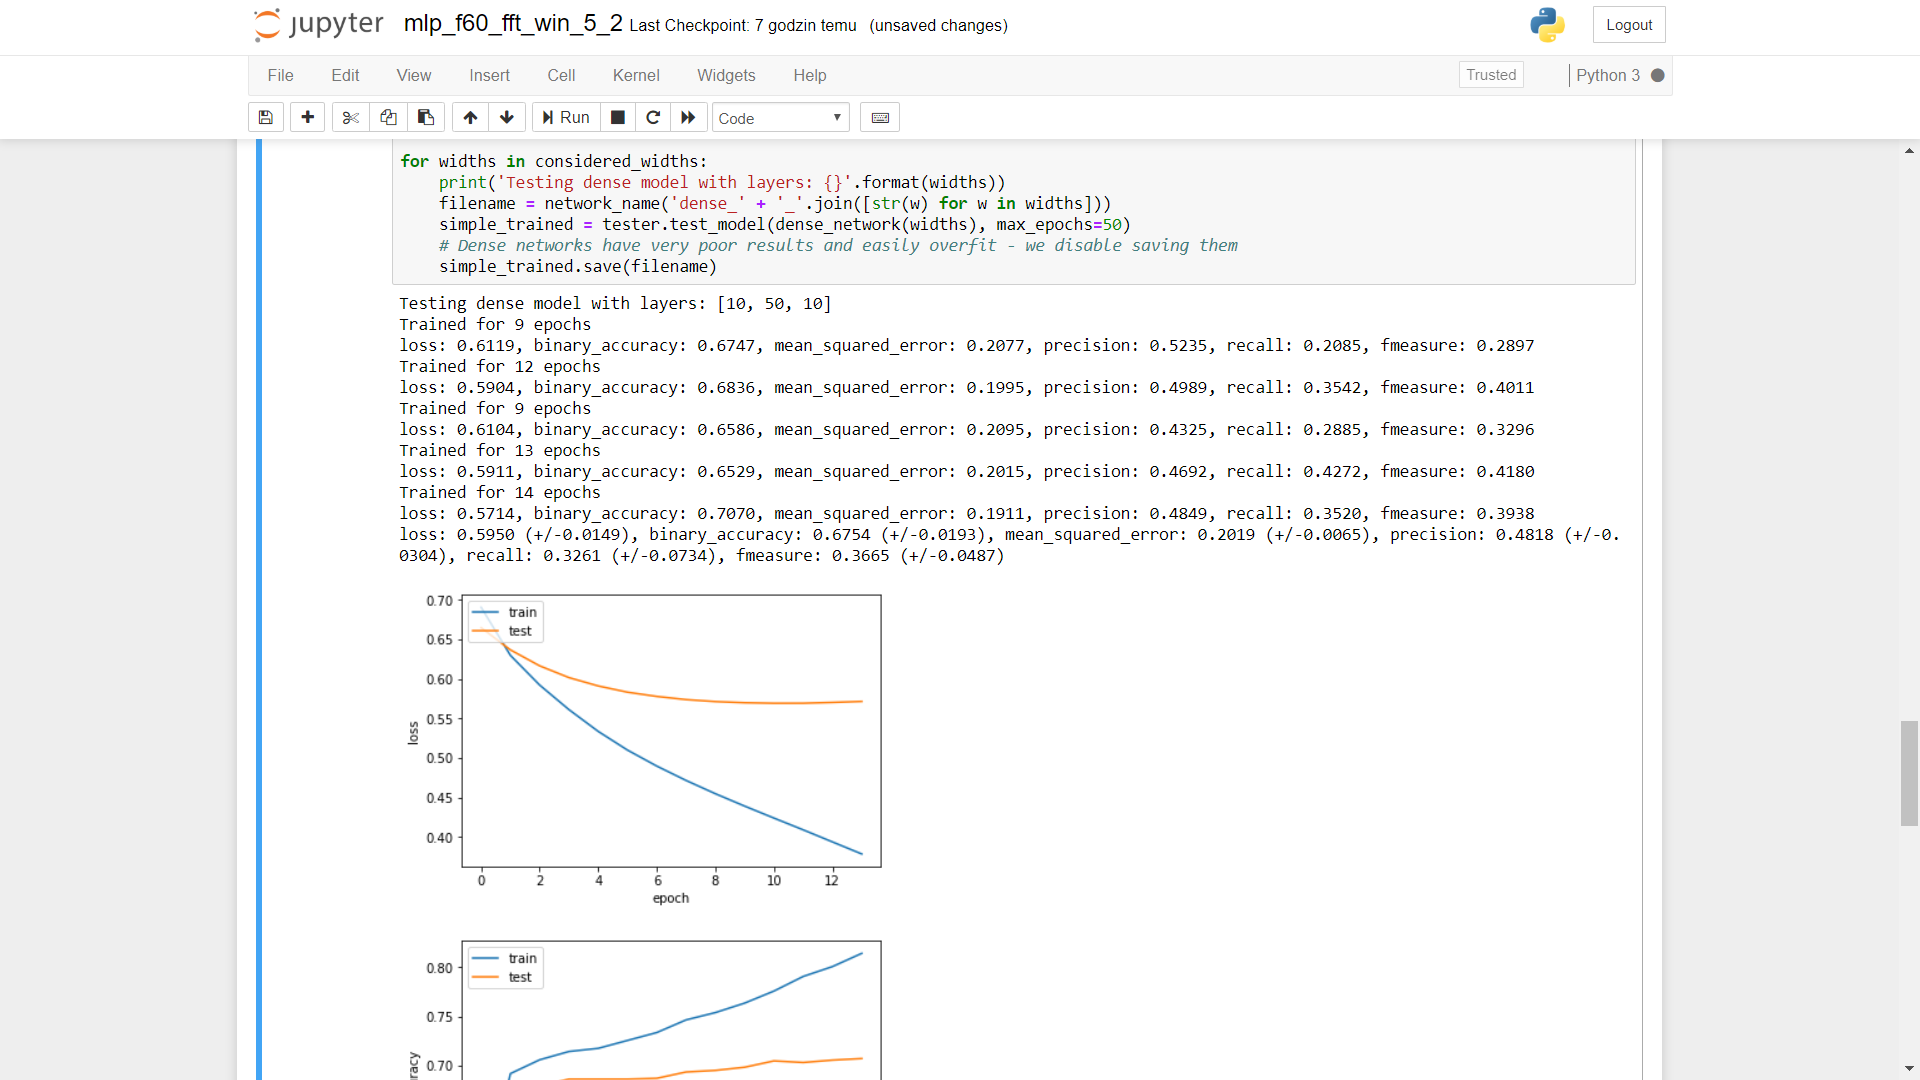 jupyter mlp_f60_fft_win_5_2 Last Checkpoint: 7 godzin temu (unsaved changes) Logout
File Edit View Insert Cell Kernel Widgets Help Trusted Python 3
Run Code
for widths in considered_widths:
    print('Testing dense model with layers: {}'.format(widths))
    filename = network_name('dense_' + '_'.join([str(w) for w in widths]))
    simple_trained = tester.test_model(dense_network(widths), max_epochs=50)
    # Dense networks have very poor results and easily overfit - we disable saving them
    simple_trained.save(filename)
Testing dense model with layers: [10, 50, 10]
Trained for 9 epochs
loss: 0.6119, binary_accuracy: 0.6747, mean_squared_error: 0.2077, precision: 0.5235, recall: 0.2085, fmeasure: 0.2897
Trained for 12 epochs
loss: 0.5904, binary_accuracy: 0.6836, mean_squared_error: 0.1995, precision: 0.4989, recall: 0.3542, fmeasure: 0.4011
Trained for 9 epochs
loss: 0.6104, binary_accuracy: 0.6586, mean_squared_error: 0.2095, precision: 0.4325, recall: 0.2885, fmeasure: 0.3296
Trained for 13 epochs
loss: 0.5911, binary_accuracy: 0.6529, mean_squared_error: 0.2015, precision: 0.4692, recall: 0.4272, fmeasure: 0.4180
Trained for 14 epochs
loss: 0.5714, binary_accuracy: 0.7070, mean_squared_error: 0.1911, precision: 0.4849, recall: 0.3520, fmeasure: 0.3938
loss: 0.5950 (+/-0.0149), binary_accuracy: 0.6754 (+/-0.0193), mean_squared_error: 0.2019 (+/-0.0065), precision: 0.4818 (+/-0.
0304), recall: 0.3261 (+/-0.0734), fmeasure: 0.3665 (+/-0.0487)
train
test
0.70
0.65
0.60
0.55
0.50
0.45
0.40
loss
0 2 4 6 8 10 12
epoch
train
test
0.80
0.75
0.70
racy